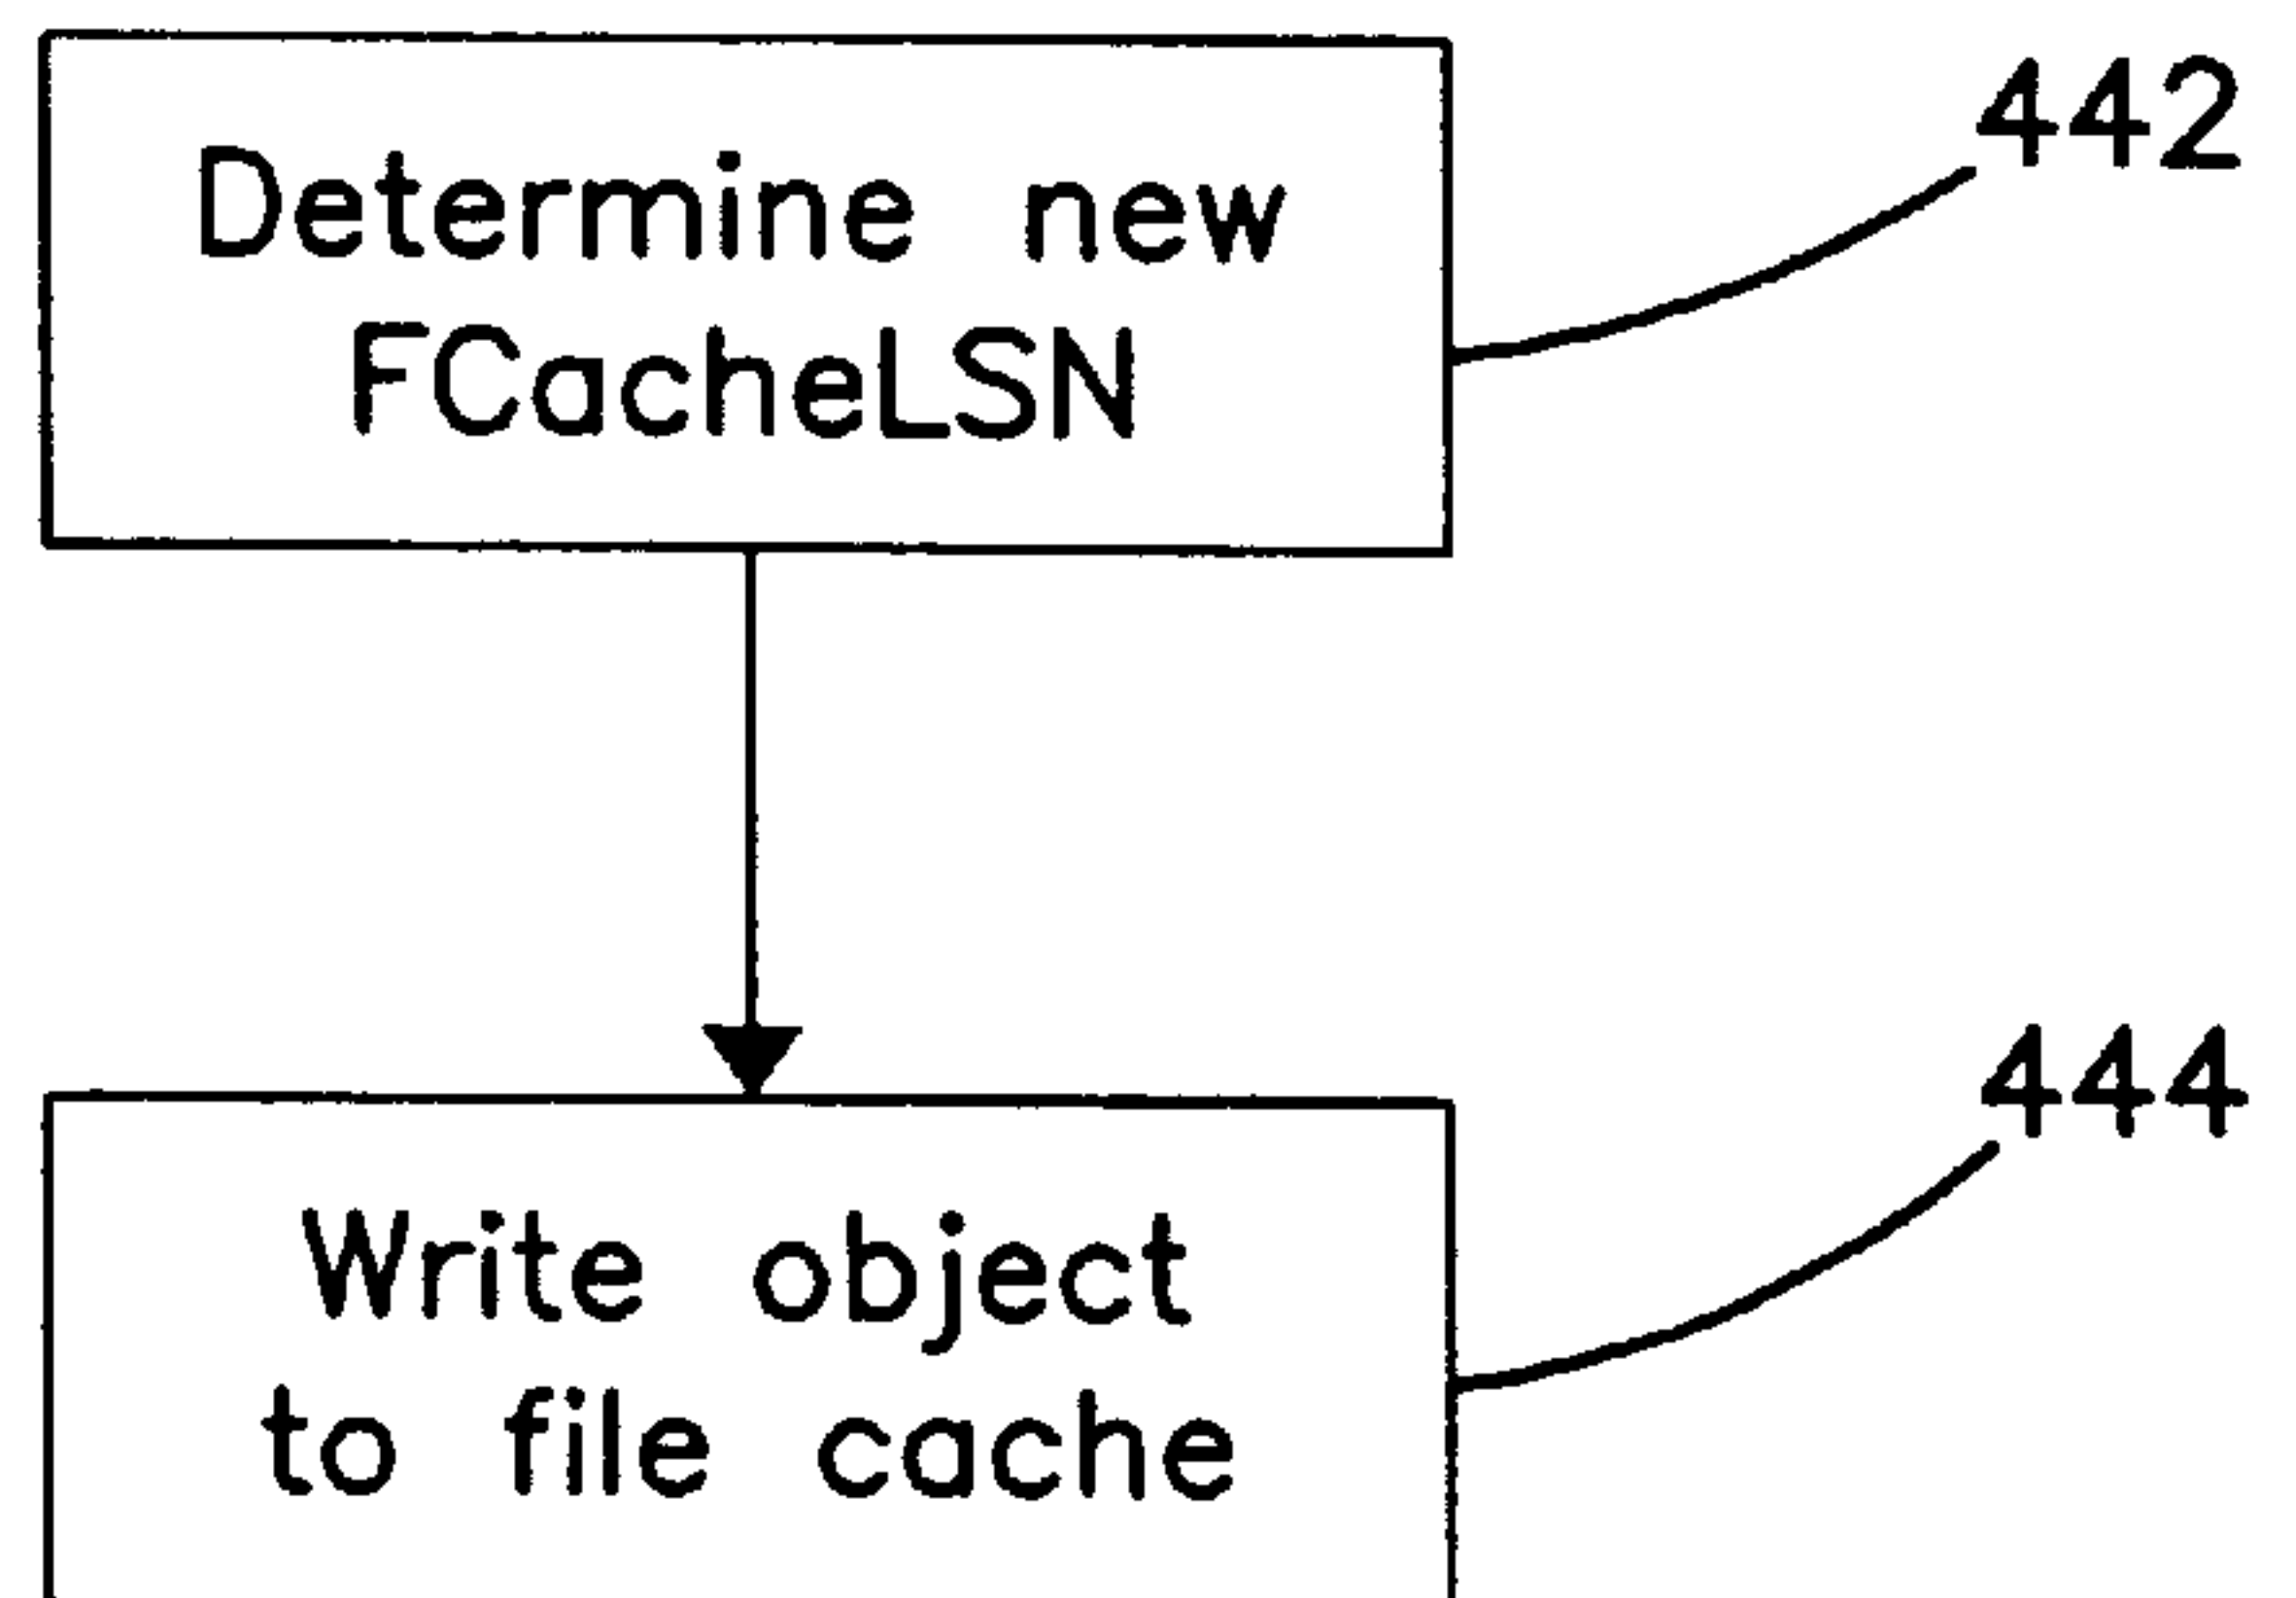 Determine new
FCacheLSN
442
Write object
to file cache
444